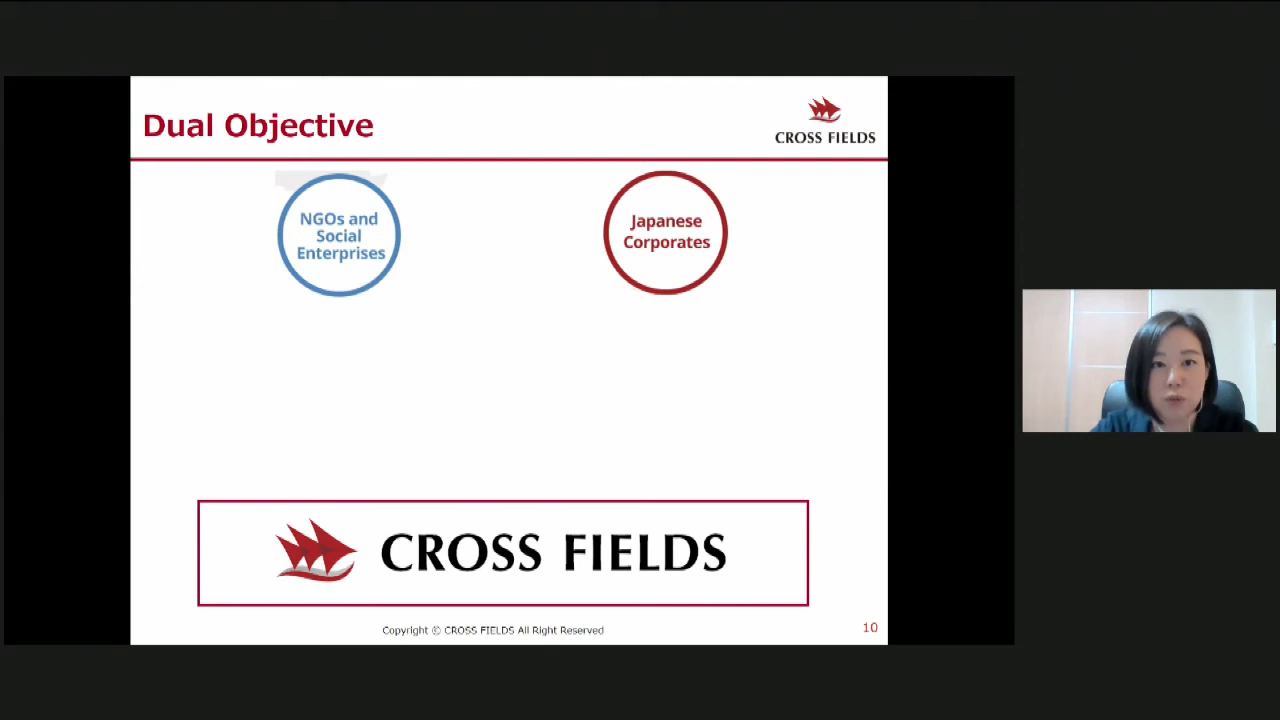 Dual Objective
CROSS FIELDS
NGOs and
Social
Enterprises
Japanese
Corporates
CROSS FIELDS
Copyright © CROSS FIELDS All Right Reserved
10